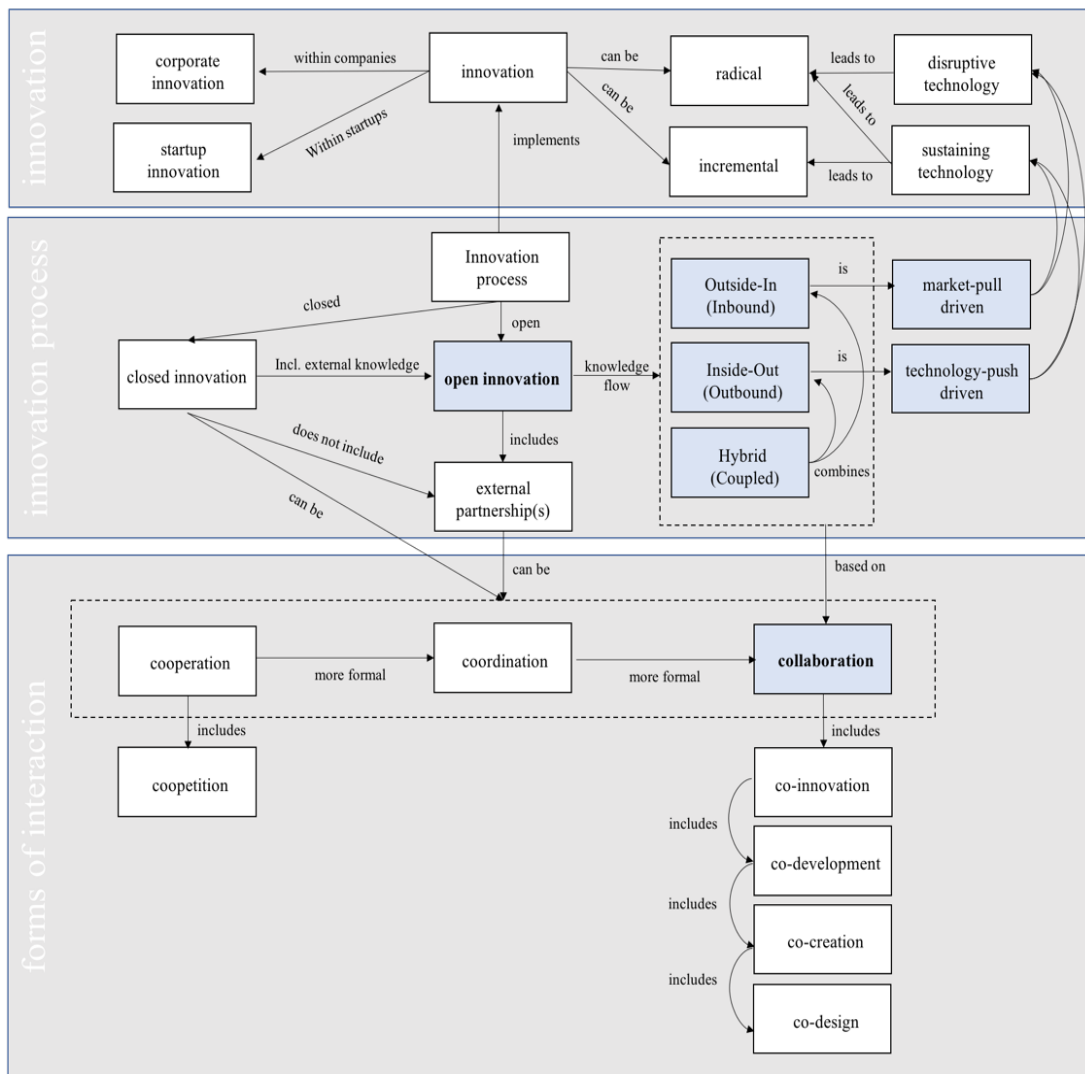 innovation
corporate
innovation
within companies
innovation
can be
radical
leads to
disruptive
technology
startup
innovation
Within startups
implements
can be
incremental
leads to
leads to
sustaining
technology
innovation process
Innovation
process
closed
open
Outside-In
(Inbound)
is
market-pull
driven
closed innovation
Incl. external knowledge
open innovation
knowledge
flow
Inside-Out
(Outbound)
is
technology-push
driven
does not include
includes
Hybrid
(Coupled)
combines
can be
external
partnership(s)
can be
based on
forms of interaction
cooperation
more formal
coordination
more formal
collaboration
includes
includes
coopetition
co-innovation
includes
co-development
includes
co-creation
includes
co-design